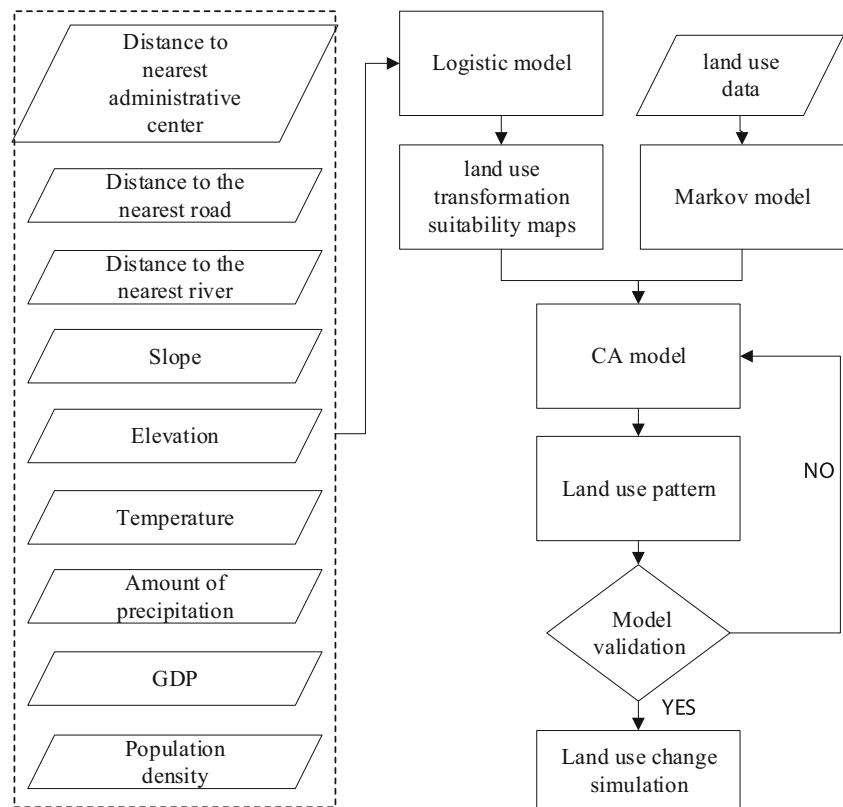 Distance to
nearest
administrative
center
Distance to the
nearest road
Distance to the
nearest river
Slope
Elevation
Temperature
Amount of
precipitation
GDP
Population
density
Logistic model
land use
transformation
suitability maps
land use
data
Markov model
CA model
Land use pattern
Model
validation
NO
YES
Land use change
simulation